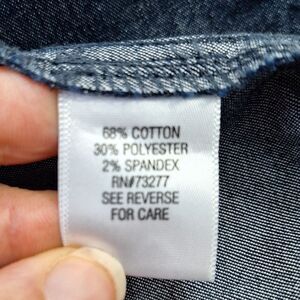 68% COTTON
30% POLYESTER
2% SPANDEX
RN#73277
SEE REVERSE
FOR CARE